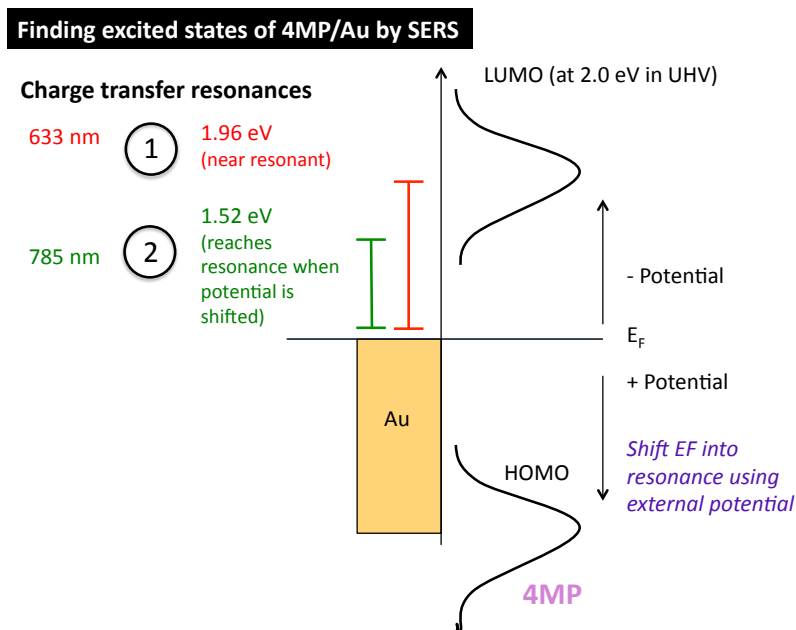 Finding excited states of 4MP/Au by SERS
Charge transfer resonances
633 nm
1
1.96 eV
(near resonant)
785 nm
2
1.52 eV
(reaches
resonance when
potential is
shifted)
LUMO (at 2.0 eV in UHV)
- Potential
EF
+ Potential
Au
HOMO
Shift EF into
resonance using
external potential
4MP